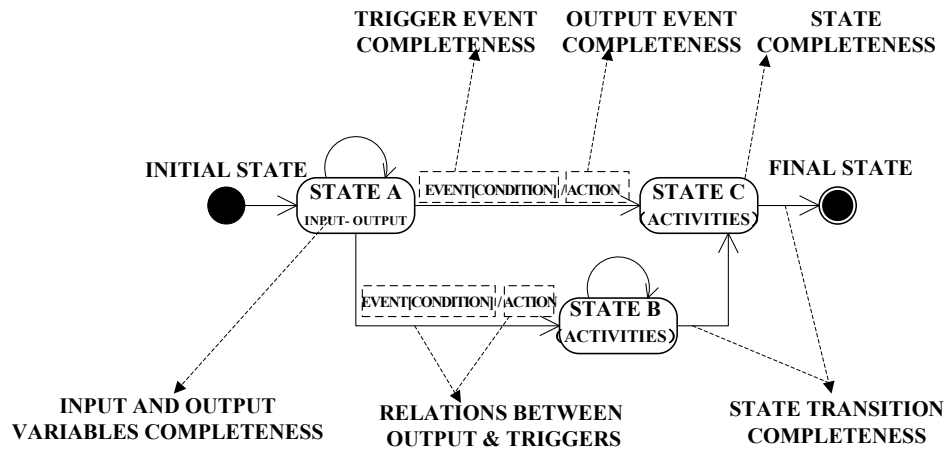 TRIGGER EVENT COMPLETENESS
OUTPUT EVENT COMPLETENESS
STATE COMPLETENESS
INITIAL STATE
FINAL STATE
STATE A
INPUT- OUTPUT
EVENT[CONDITION] /ACTION
STATE C
(ACTIVITIES)
EVENT[CONDITION] / ACTION
STATE B
(ACTIVITIES)
INPUT AND OUTPUT
VARIABLES COMPLETENESS
RELATIONS BETWEEN
OUTPUT & TRIGGERS
STATE TRANSITION
COMPLETENESS